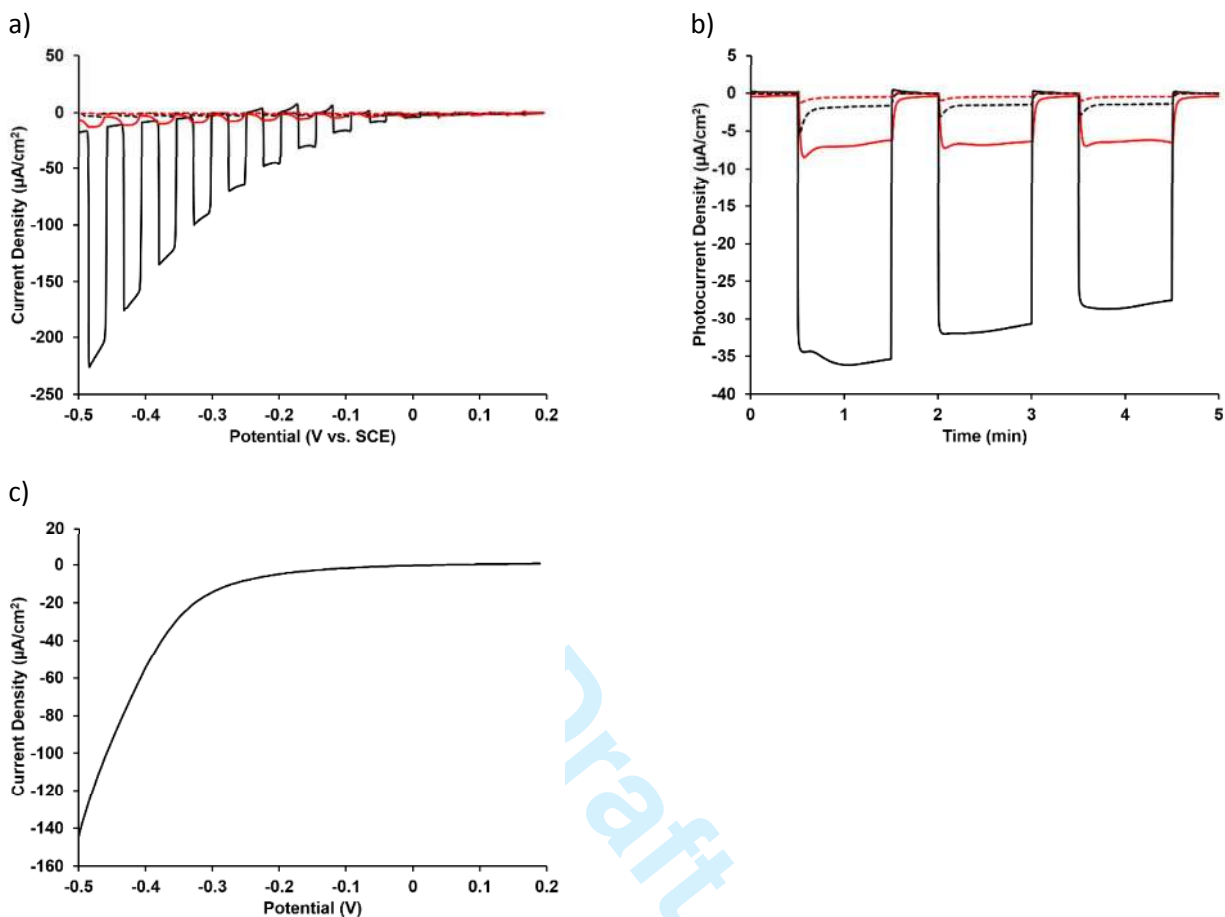 a)
50
0
-50
-100
-150
-200
-250
Current Density (µA/cm²)
-0.5 -0.4 -0.3 -0.2 -0.1 0 0.1 0.2
Potential (V vs. SCE)
b)
5
0
-5
-10
-15
-20
-25
-30
-35
-40
Photocurrent Density (µA/cm²)
0 1 2 3 4 5
Time (min)
c)
20
0
-20
-40
-60
-80
-100
-120
-140
-160
Current Density (µA/cm²)
-0.5 -0.4 -0.3 -0.2 -0.1 0 0.1 0.2
Potential (V)
Draft